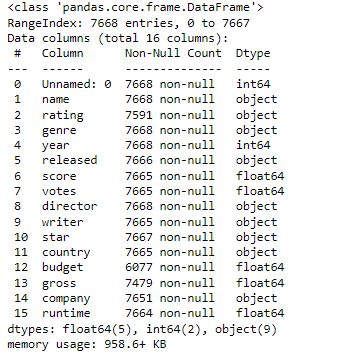 <class 'pandas.core.frame.DataFrame'>
RangeIndex: 7668 entries, 0 to 7667
Data columns (total 16 columns):
 #   Column      Non-Null Count  Dtype
---  ------      --------------  -----
 0   Unnamed: 0  7668 non-null   int64
 1   name        7668 non-null   object
 2   rating      7591 non-null   object
 3   genre       7668 non-null   object
 4   year        7668 non-null   int64
 5   released    7666 non-null   object
 6   score       7665 non-null   float64
 7   votes       7665 non-null   float64
 8   director    7668 non-null   object
 9   writer      7665 non-null   object
 10  star        7667 non-null   object
 11  country     7665 non-null   object
 12  budget      6077 non-null   float64
 13  gross       7479 non-null   float64
 14  company     7651 non-null   object
 15  runtime     7664 non-null   float64
dtypes: float64(5), int64(2), object(9)
memory usage: 958.6+ KB